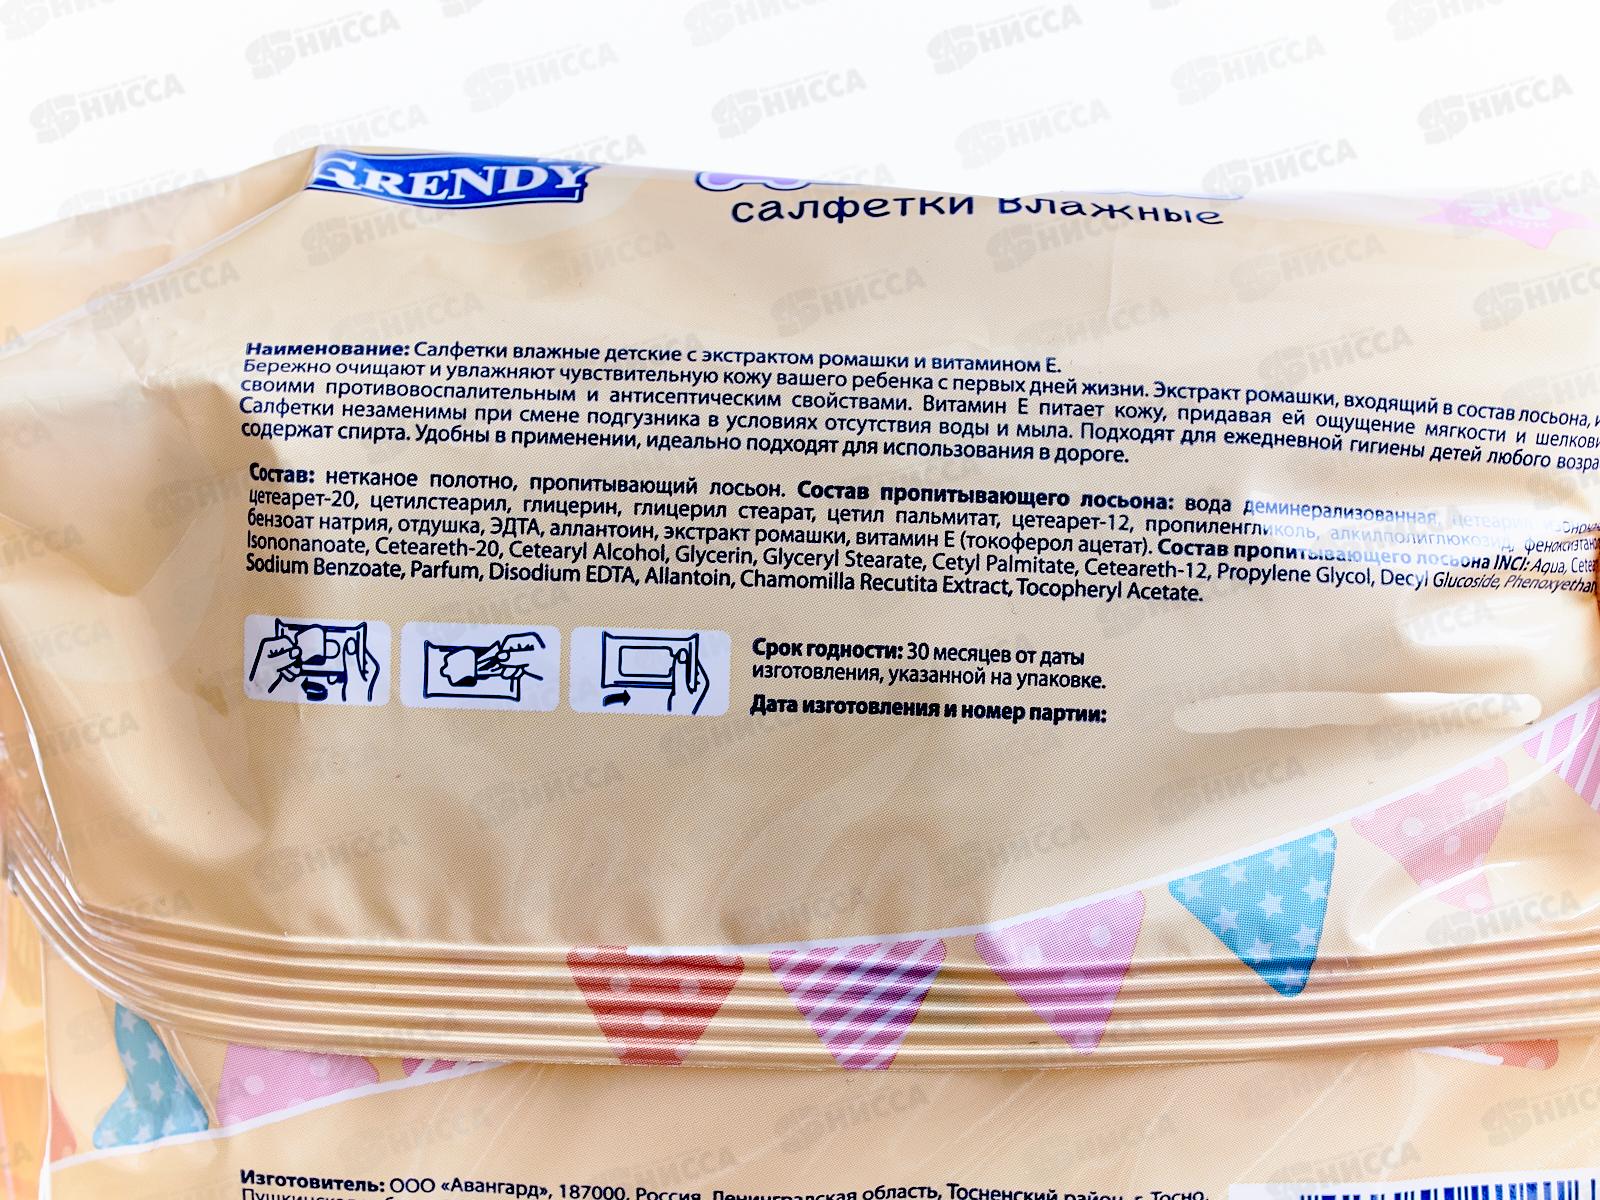 GRENDY
салфетки влажные
Наименование: Салфетки влажные детские с экстрактом ромашки и витамином Е.
Бережно очищают и увлажняют чувствительную кожу вашего ребенка с первых дней жизни. Экстракт ромашки, входящий в состав лосьона,
своими противовоспалительным и антисептическим свойствами. Витамин Е питает кожу, придавая ей ощущение мягкости и
Салфетки незаменимы при смене подгузника в условиях отсутствия воды и мыла. Подходят для ежедневной гигиены детей любого
содержат спирта. Удобны в применении, идеально подходят для использования в дороге.
Состав: нетканое полотно, пропитывающий лосьон. Состав пропитывающего лосьона: вода деминерализованная, цетеарил
цетеарет-20, цетилстеарил, глицерин, глицерил стеарат, цетил пальмитат, цетеарет-12, пропиленгликоль, алкилполиглюкозид,
бензоат натрия, отдушка, ЭДТА, аллантоин, экстракт ромашки, витамин Е (токоферол ацетат). Состав пропитывающего лосьона INCI: Aqua,
Isononanoate, Ceteareth-20, Cetearyl Alcohol, Glycerin, Glyceryl Stearate, Cetyl Palmitate, Ceteareth-12, Propylene Glycol, Decyl Glucoside,
Sodium Benzoate, Parfum, Disodium EDTA, Allantoin, Chamomilla Recutita Extract, Tocopheryl Acetate.
Срок годности: 30 месяцев от даты
изготовления, указанной на упаковке.
Дата изготовления и номер партии:
Изготовитель: ООО «Авангард», 187000, Россия, Ленинградская область, Тосненский район, г. Тосно,